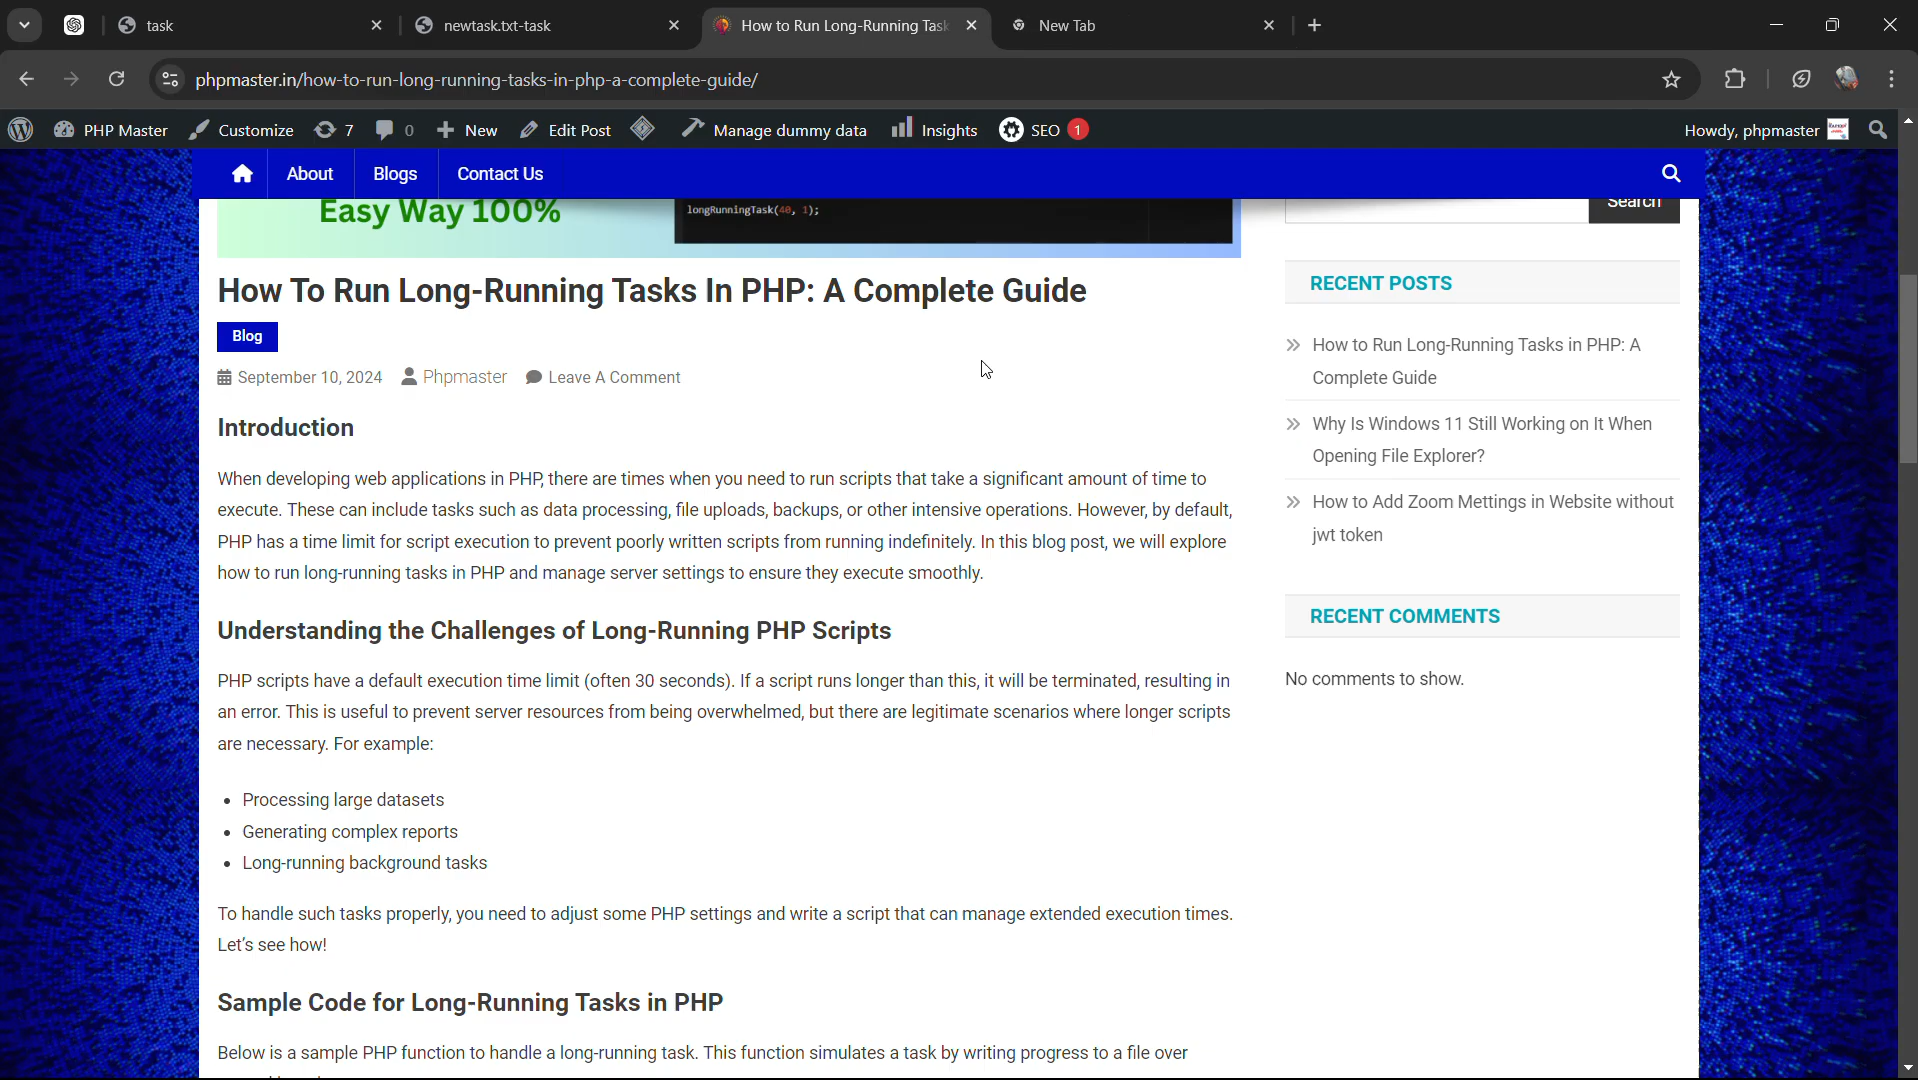 task
newtask.txt-task
How to Run Long-Running Task
New Tab
phpmaster.in/how-to-run-long-running-tasks-in-php-a-complete-guide/
PHP Master
Customize
7
0
New
Edit Post
Manage dummy data
Insights
SEO 1
Howdy, phpmaster
About
Blogs
Contact Us
Easy Way 100%
longRunningTask(40, 1);
Search
How To Run Long-Running Tasks In PHP: A Complete Guide
Blog
September 10, 2024 Phpmaster Leave A Comment
Introduction
When developing web applications in PHP, there are times when you need to run scripts that take a significant amount of time to
execute. These can include tasks such as data processing, file uploads, backups, or other intensive operations. However, by default,
PHP has a time limit for script execution to prevent poorly written scripts from running indefinitely. In this blog post, we will explore
how to run long-running tasks in PHP and manage server settings to ensure they execute smoothly.
Understanding the Challenges of Long-Running PHP Scripts
PHP scripts have a default execution time limit (often 30 seconds). If a script runs longer than this, it will be terminated, resulting in
an error. This is useful to prevent server resources from being overwhelmed, but there are legitimate scenarios where longer scripts
are necessary. For example:
• Processing large datasets
• Generating complex reports
• Long-running background tasks
To handle such tasks properly, you need to adjust some PHP settings and write a script that can manage extended execution times.
Let's see how!
Sample Code for Long-Running Tasks in PHP
Below is a sample PHP function to handle a long-running task. This function simulates a task by writing progress to a file over
RECENT POSTS
How to Run Long-Running Tasks in PHP: A
Complete Guide
Why Is Windows 11 Still Working on It When
Opening File Explorer?
How to Add Zoom Mettings in Website without
jwt token
RECENT COMMENTS
No comments to show.